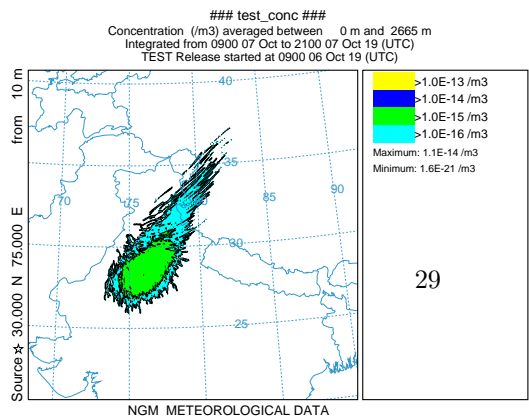 ### test_conc ###
Concentration (/m3) averaged between 0 m and 2665 m
Integrated from 0900 07 Oct to 2100 07 Oct 19 (UTC)
TEST Release started at 0900 06 Oct 19 (UTC)
Source ☆ 30.000 N 75.000 E from 10 m
40
35
90
85
70
75
80
30
25
>1.0E-13 /m3
>1.0E-14 /m3
>1.0E-15 /m3
>1.0E-16 /m3
Maximum: 1.1E-14 /m3
Minimum: 1.6E-21 /m3
29
NGM METEOROLOGICAL DATA